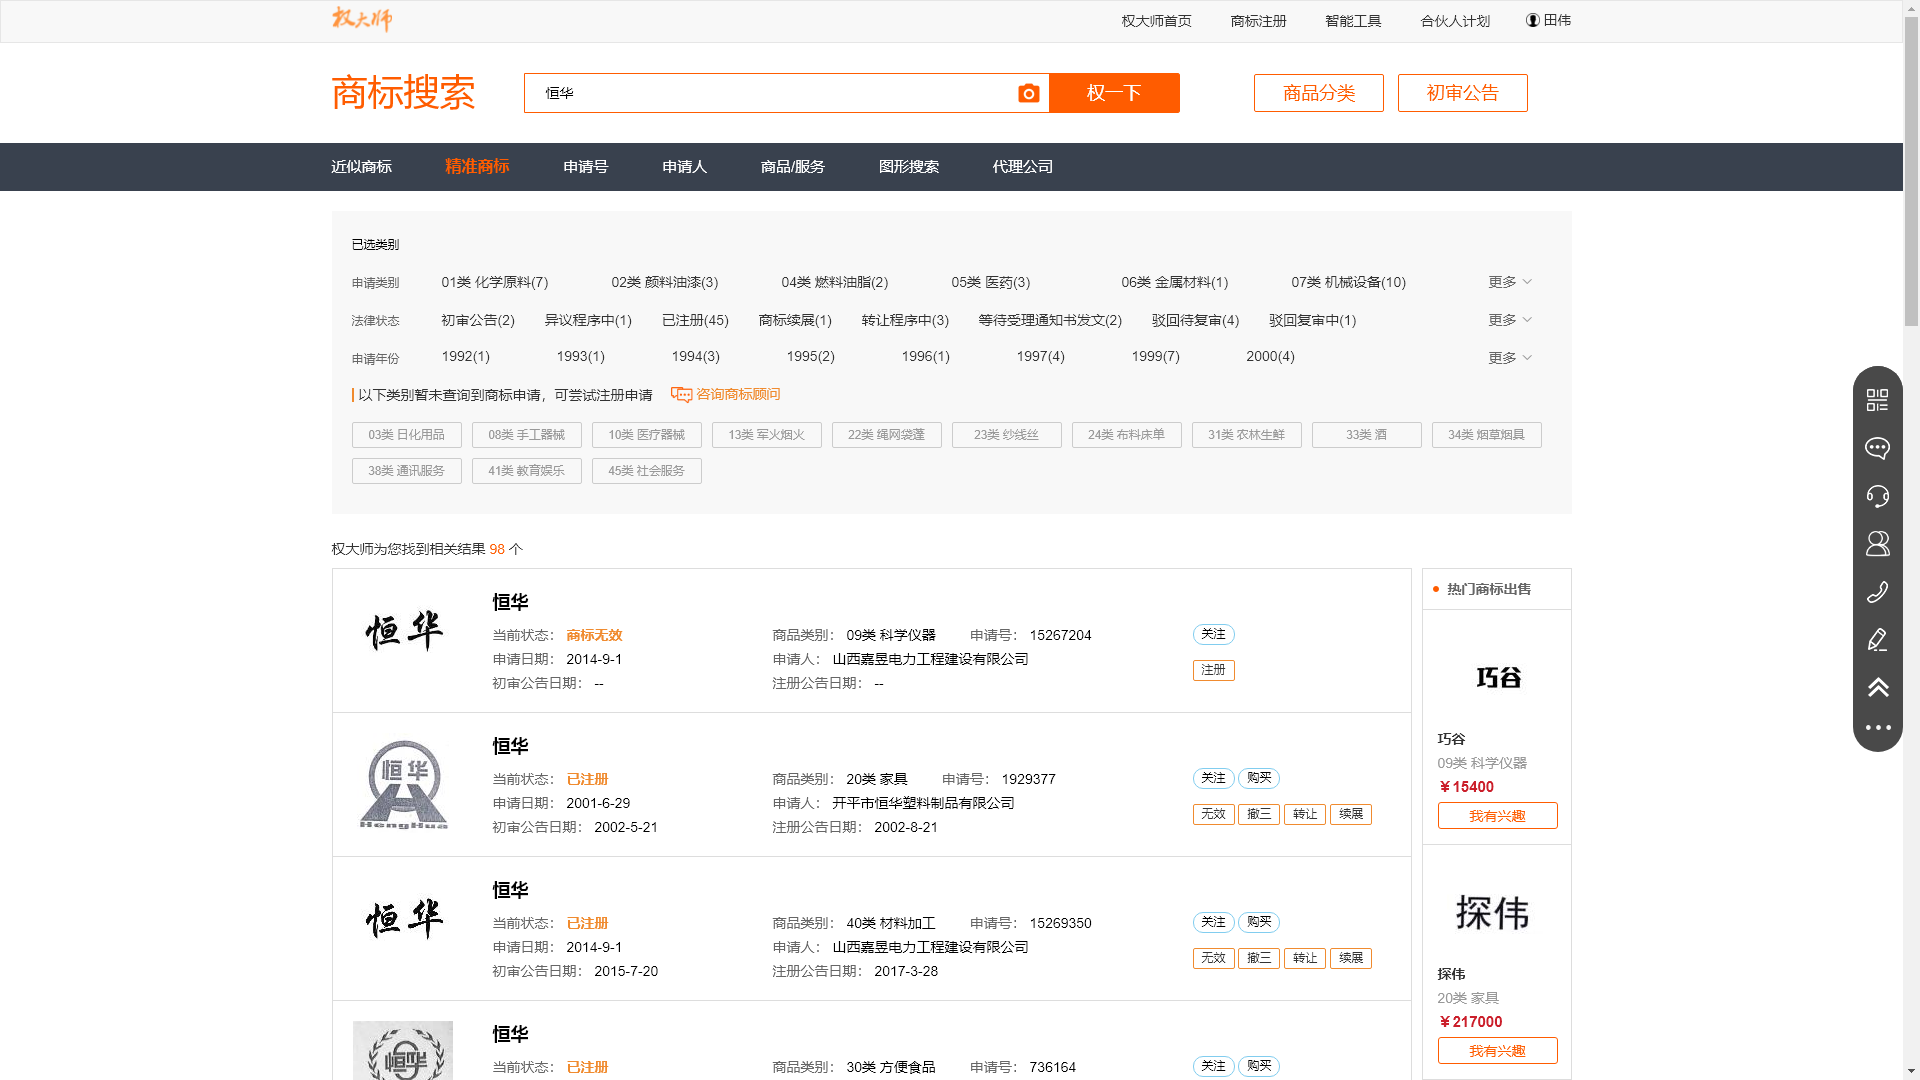 权大师
权大师首页 商标注册 智能工具 合伙人计划 田伟
商标搜索
恒华
权一下
商品分类 初审公告
近似商标 精准商标 申请号 申请人 商品/服务 图形搜索 代理公司
已选类别
申请类别 01类 化学原料(7) 02类 颜料油漆(3) 04类 燃料油脂(2) 05类 医药(3) 06类 金属材料(1) 07类 机械设备(10) 更多
法律状态 初审公告(2) 异议程序中(1) 已注册(45) 商标续展(1) 转让程序中(3) 等待受理通知书发文(2) 驳回待复审(4) 驳回复审中(1) 更多
申请年份 1992(1) 1993(1) 1994(3) 1995(2) 1996(1) 1997(4) 1999(7) 2000(4) 更多
以下类别暂未查询到商标申请，可尝试注册申请 咨询商标顾问
03类 日化用品 08类 手工器械 10类 医疗器械 13类 军火烟火 22类 绳网袋蓬 23类 纱线丝 24类 布料床单 31类 农林生鲜 33类 酒 34类 烟草烟具
38类 通讯服务 41类 教育娱乐 45类 社会服务
权大师为您找到相关结果 98 个
恒华
恒华
当前状态： 商标无效 商品类别： 09类 科学仪器 申请号： 15267204 关注
申请日期： 2014-9-1 申请人： 山西嘉昱电力工程建设有限公司 注册
初审公告日期： -- 注册公告日期： --
恒华
HengHua
恒华
当前状态： 已注册 商品类别： 20类 家具 申请号： 1929377 关注 购买
申请日期： 2001-6-29 申请人： 开平市恒华塑料制品有限公司 无效 撤三 转让 续展
初审公告日期： 2002-5-21 注册公告日期： 2002-8-21
恒华
恒华
当前状态： 已注册 商品类别： 40类 材料加工 申请号： 15269350 关注 购买
申请日期： 2014-9-1 申请人： 山西嘉昱电力工程建设有限公司 无效 撤三 转让 续展
初审公告日期： 2015-7-20 注册公告日期： 2017-3-28
恒华
恒华
当前状态： 已注册 商品类别： 30类 方便食品 申请号： 736164 关注 购买
热门商标出售
巧谷
巧谷
09类 科学仪器
￥15400
我有兴趣
探伟
探伟
20类 家具
￥217000
我有兴趣